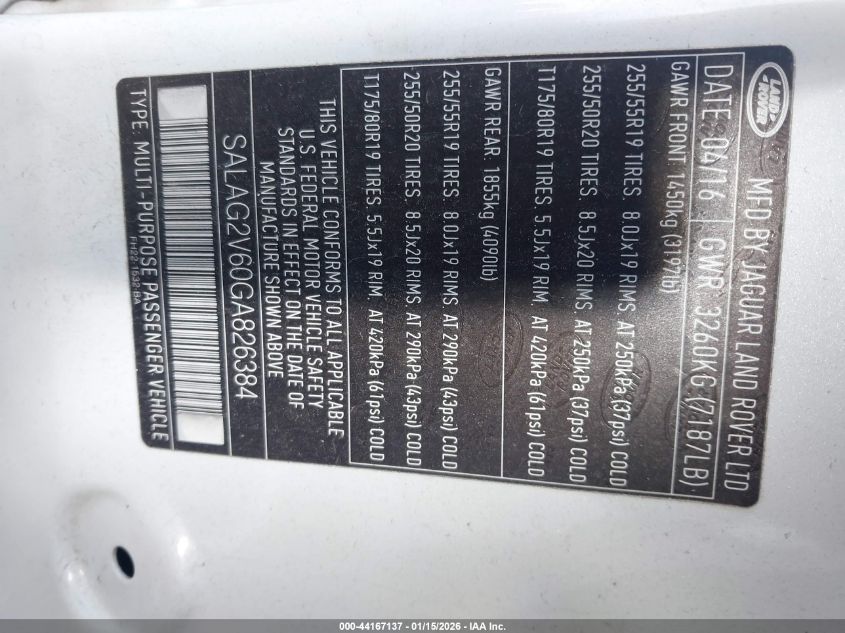 LAND
ROVER
MFD BY JAGUAR LAND ROVER LTD
DATE 04/16 GWR 3260KG (7187LB)
GAWR FRONT 1450kg (3197lb)
255/55R19 TIRES. 8.0Jx19 RIMS. AT 250kPa (37psi) COLD
255/50R20 TIRES. 8.5Jx20 RIMS. AT 250kPa (37psi) COLD
T175/80R19 TIRES. 5.5Jx19 RIM. AT 420kPa (61psi) COLD
GAWR REAR. 1855kg (4090lb)
255/55R19 TIRES. 8.0Jx19 RIMS. AT 290kPa (43psi) COLD
255/50R20 TIRES. 8.5Jx20 RIMS. AT 290kPa (43psi) COLD
T175/80R19 TIRES. 5.5Jx19 RIM. AT 420kPa (61psi) COLD
THIS VEHICLE CONFORMS TO ALL APPLICABLE
U.S. FEDERAL MOTOR VEHICLE SAFETY
STANDARDS IN EFFECT ON THE DATE OF
MANUFACTURE SHOWN ABOVE
SALAG2V60GA826384
TYPE: MULTI-PURPOSE PASSENGER VEHICLE
FH22-1532-BA
000-44167137 - 01/15/2026 - IAA Inc.